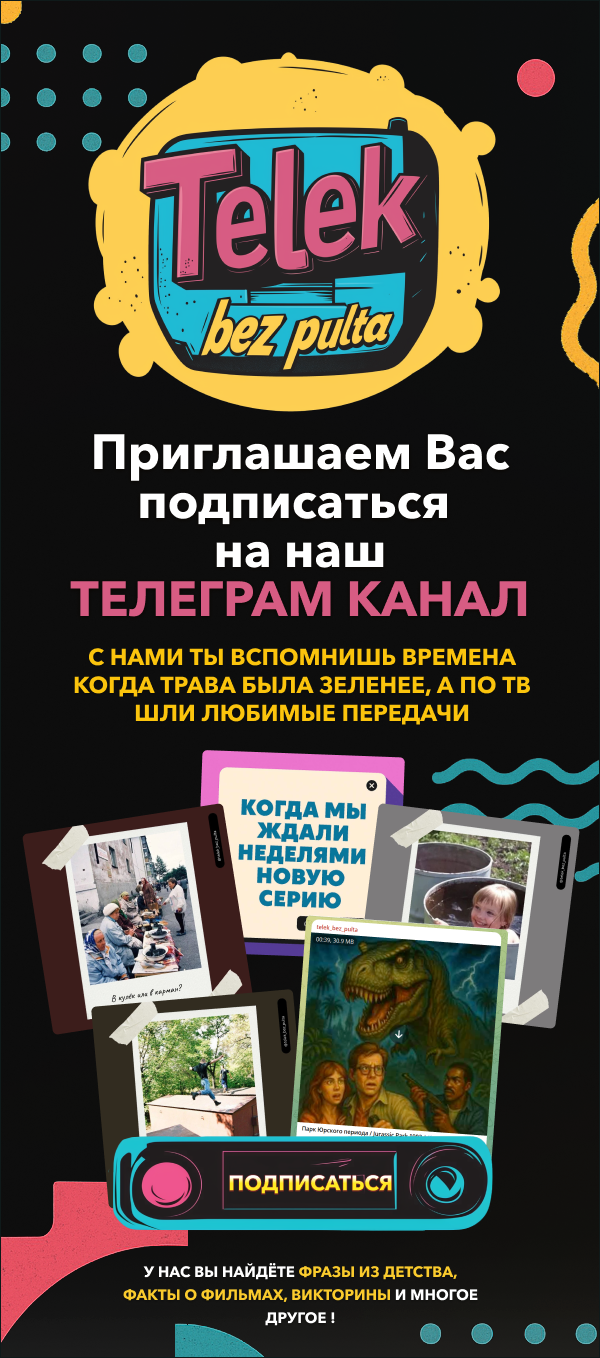 Telek
bez pulta
Приглашаем Вас
подписаться
на наш
ТЕЛЕГРАМ КАНАЛ
С НАМИ ТЫ ВСПОМНИШЬ ВРЕМЕНА
КОГДА ТРАВА БЫЛА ЗЕЛЕНЕЕ, А ПО ТВ
ШЛИ ЛЮБИМЫЕ ПЕРЕДАЧИ
КОГДА МЫ
ЖДАЛИ
НЕДЕЛЯМИ
НОВУЮ
СЕРИЮ
В кулёк или в карман?
telek_bez_pulta
00:39, 30.9 MB
Парк Юрского периода / Jurassic Park
ПОДПИСАТЬСЯ
У НАС ВЫ НАЙДЁТЕ ФРАЗЫ ИЗ ДЕТСТВА,
ФАКТЫ О ФИЛЬМАХ, ВИКТОРИНЫ И МНОГОЕ
ДРУГОЕ !